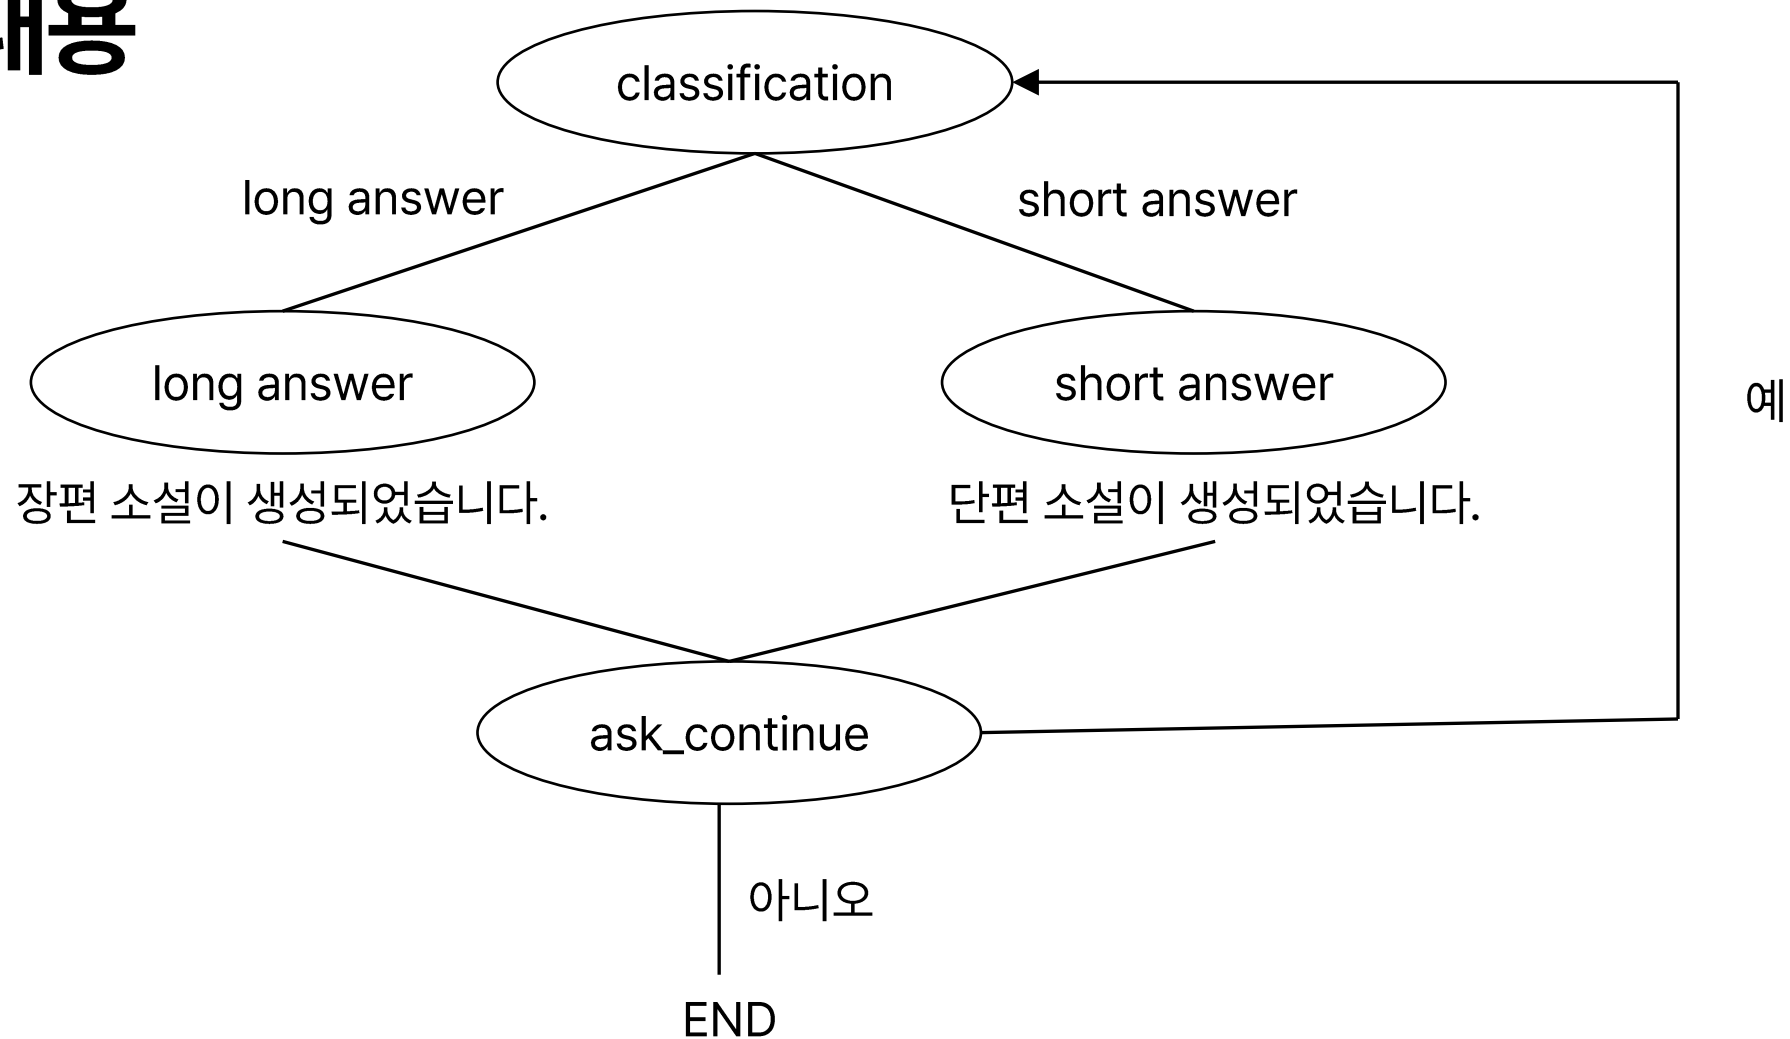 용
classification
long answer
short answer
long answer
short answer
예
장편 소설이 생성되었습니다.
단편 소설이 생성되었습니다.
ask_continue
아니오
END